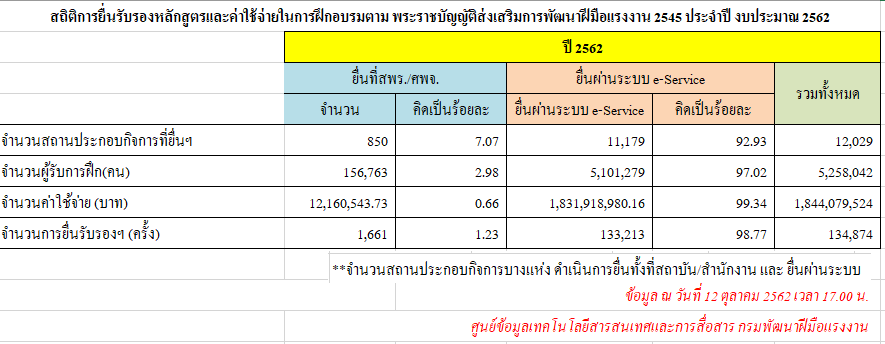 สถิติการยื่นรับรองหลักสูตรและค่าใช้จ่ายในการฝึกอบรมตาม พระราชบัญญัติส่งเสริมการพัฒนาฝีมือแรงงาน 2545 ประจำปี งบประมาณ 2562
ปี 2562
ยื่นที่สพร./ศพจ. ยื่นผ่านระบบ e-Service รวมทั้งหมด
จำนวน คิดเป็นร้อยละ ยื่นผ่านระบบ e-Service คิดเป็นร้อยละ
จำนวนสถานประกอบกิจการที่ยื่นฯ 850 7.07 11,179 92.93 12,029
จำนวนผู้รับการฝึก(คน) 156,763 2.98 5,101,279 97.02 5,258,042
จำนวนค่าใช้จ่าย (บาท) 12,160,543.73 0.66 1,831,918,980.16 99.34 1,844,079,524
จำนวนการยื่นรับรองฯ (ครั้ง) 1,661 1.23 133,213 98.77 134,874
**จำนวนสถานประกอบกิจการบางแห่ง ดำเนินการยื่นทั้งที่สถาบัน/สำนักงาน และ ยื่นผ่านระบบ
ข้อมูล ณ วันที่ 12 ตุลาคม 2562 เวลา 17.00 น.
ศูนย์ข้อมูลเทคโนโลยีสารสนเทศและการสื่อสาร กรมพัฒนาฝีมือแรงงาน